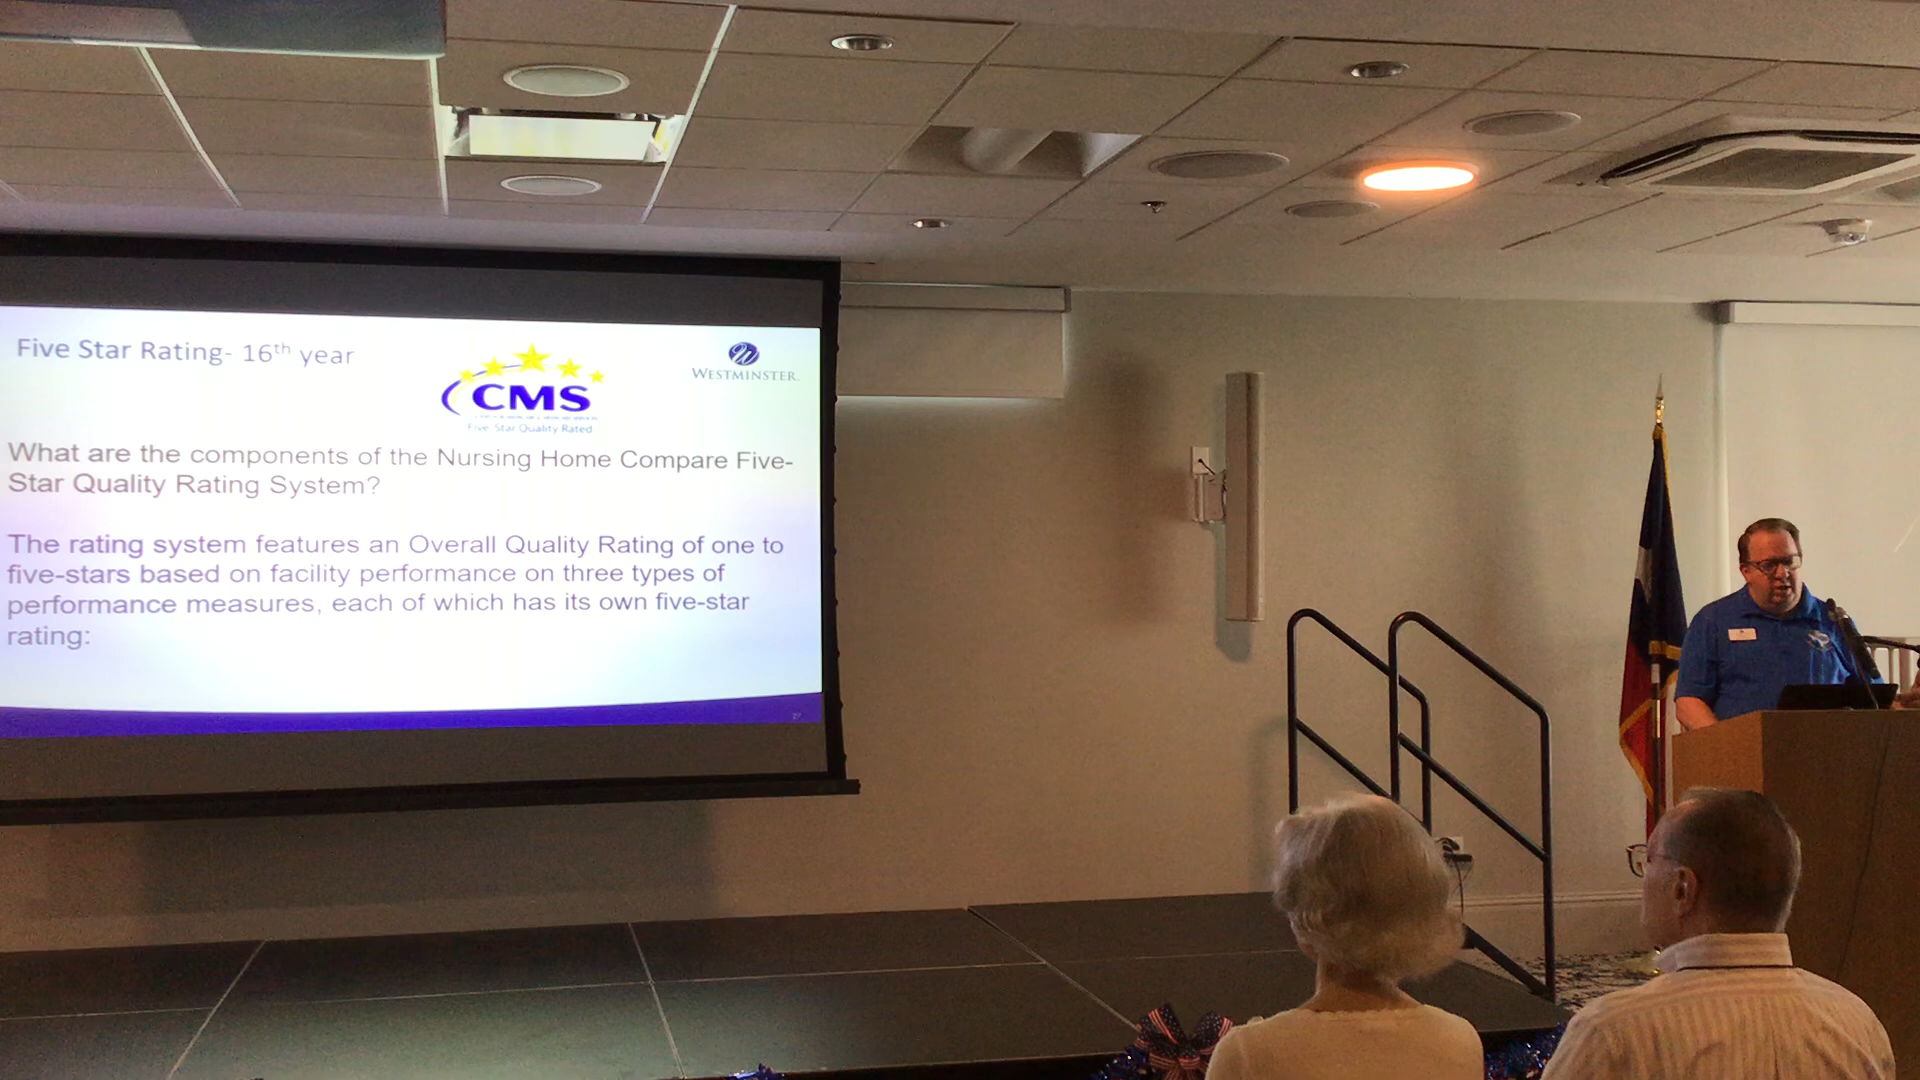 Five Star Rating- 16th year
CMS
Five-Star Quality Rated
WESTMINSTER
What are the components of the Nursing Home Compare Five-
Star Quality Rating System?
The rating system features an Overall Quality Rating of one to
five-stars based on facility performance on three types of
performance measures, each of which has its own five-star
rating:
27